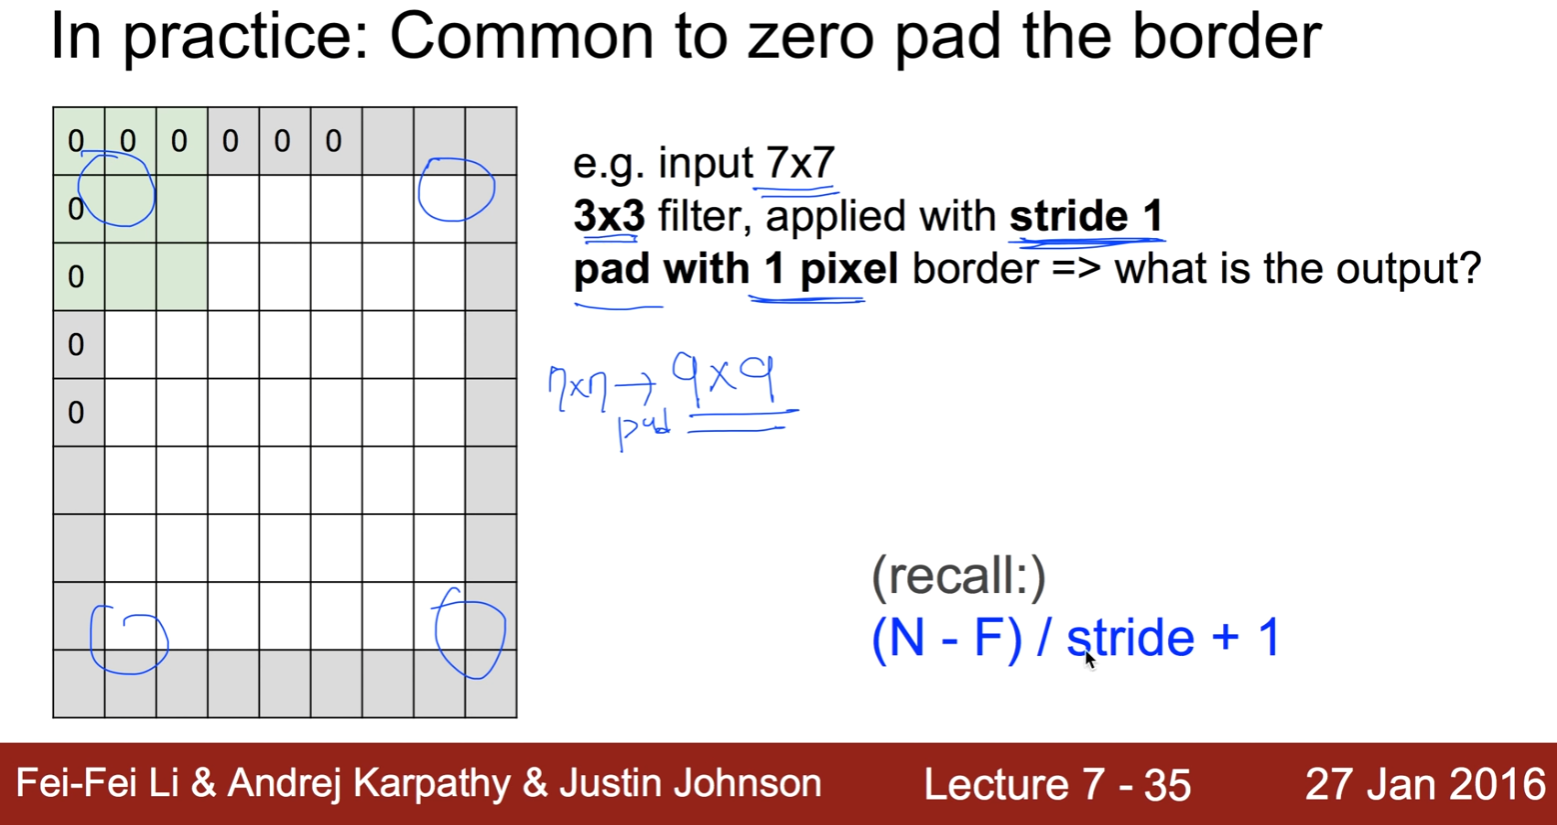 In practice: Common to zero pad the border
0 0 0 0 0 0
0
0
0
0
e.g. input 7x7
3x3 filter, applied with stride 1
pad with 1 pixel border => what is the output?
7x7 → 9x9
pad
(recall:)
(N - F) / stride + 1
Fei-Fei Li & Andrej Karpathy & Justin Johnson Lecture 7 - 35 27 Jan 2016